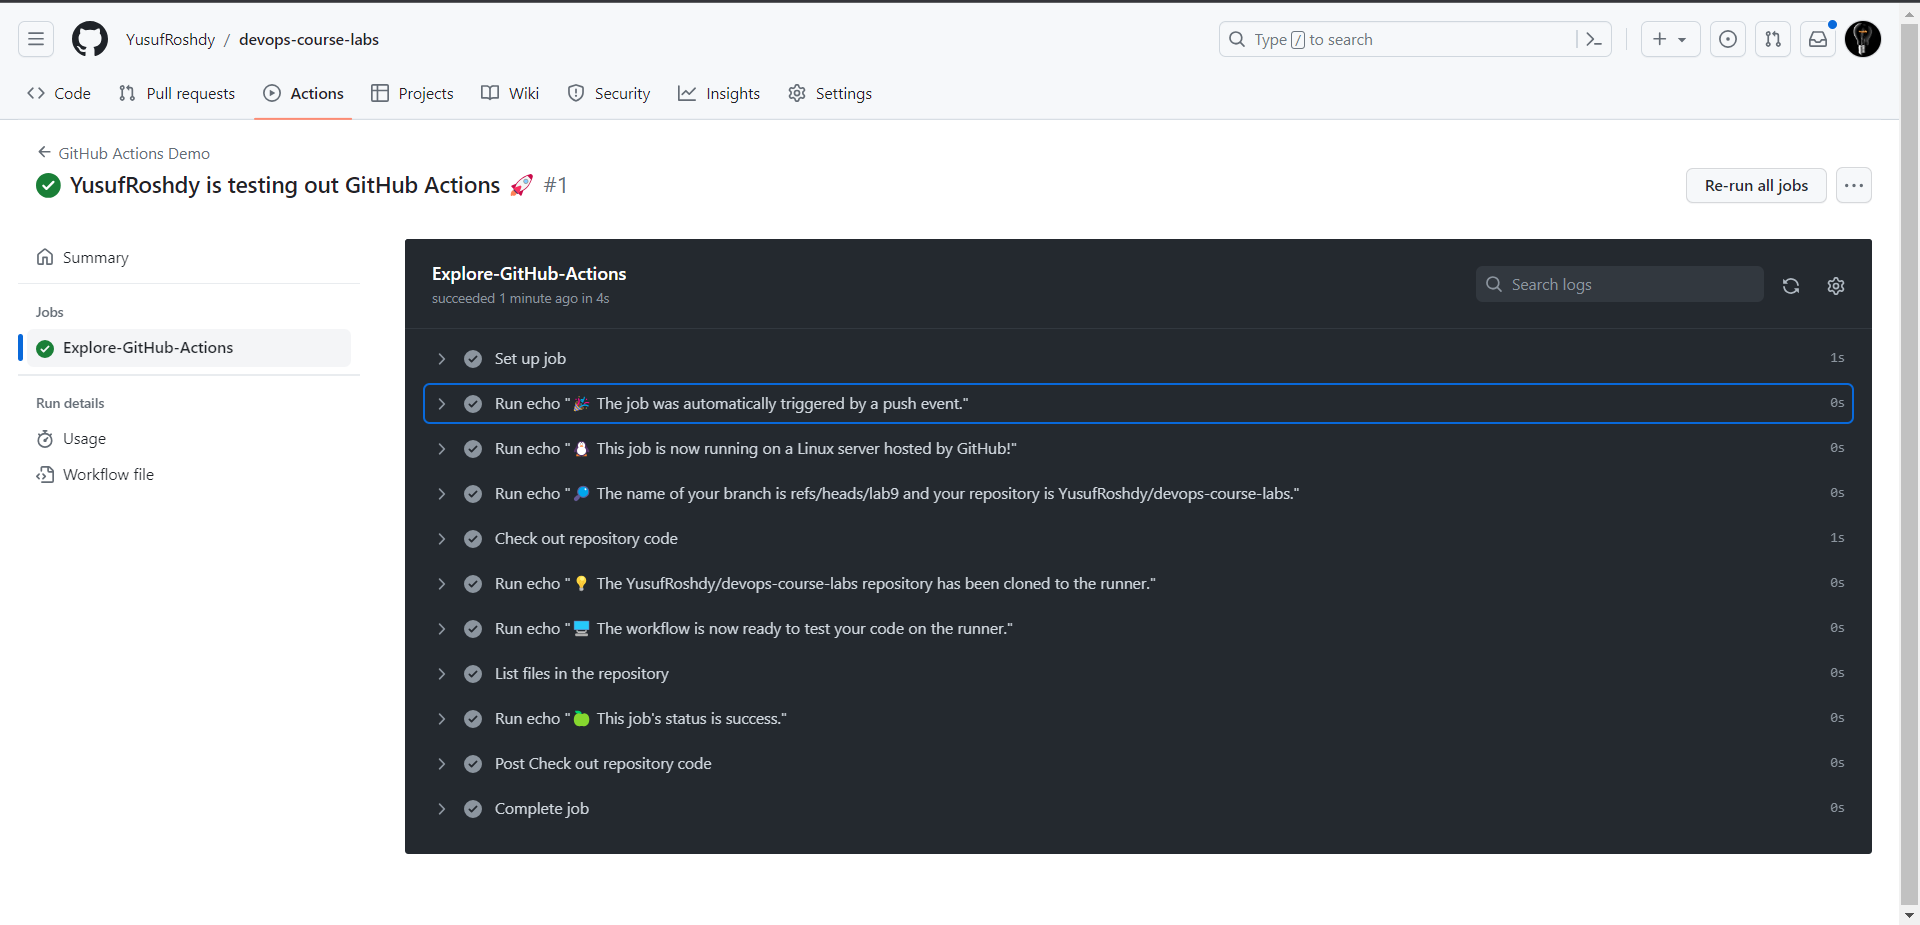 YusufRoshdy / devops-course-labs
Type / to search
Code
Pull requests
Actions
Projects
Wiki
Security
Insights
Settings
GitHub Actions Demo
YusufRoshdy is testing out GitHub Actions 🚀 #1
Re-run all jobs
Summary
Jobs
Explore-GitHub-Actions
Run details
Usage
Workflow file
Explore-GitHub-Actions
succeeded 1 minute ago in 4s
Search logs
Set up job 1s
Run echo "🎉 The job was automatically triggered by a push event." 0s
Run echo "🐧 This job is now running on a Linux server hosted by GitHub!" 0s
Run echo "🔎 The name of your branch is refs/heads/lab9 and your repository is YusufRoshdy/devops-course-labs." 0s
Check out repository code 1s
Run echo "💡 The YusufRoshdy/devops-course-labs repository has been cloned to the runner." 0s
Run echo "🖥️ The workflow is now ready to test your code on the runner." 0s
List files in the repository 0s
Run echo "🍏 This job's status is success." 0s
Post Check out repository code 0s
Complete job 0s